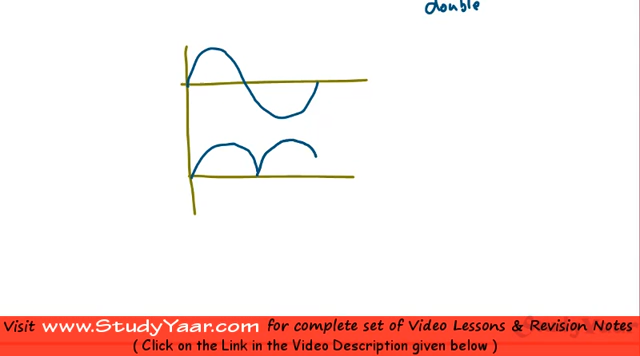 double
Visit www.StudyYaar.com for complete set of Video Lessons & Revision Notes
( Click on the Link in the Video Description given below )